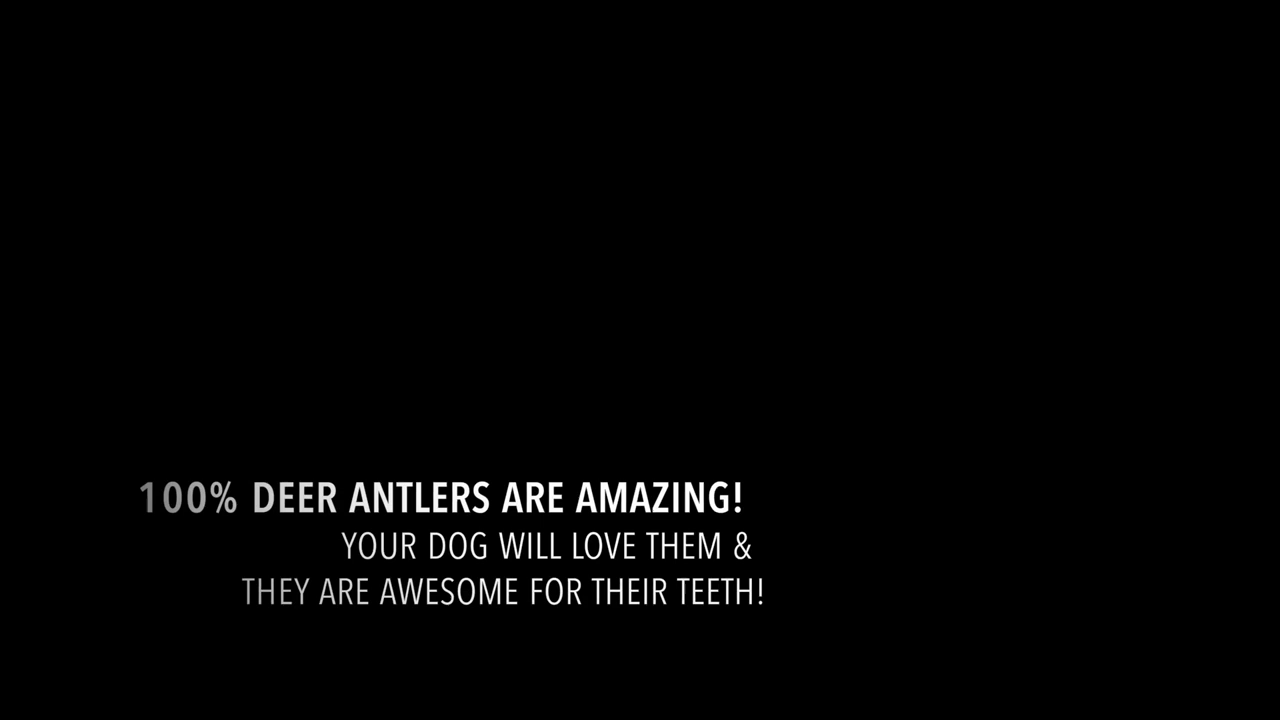 100% DEER ANTLERS ARE AMAZING!
YOUR DOG WILL LOVE THEM &
THEY ARE AWESOME FOR THEIR TEETH!